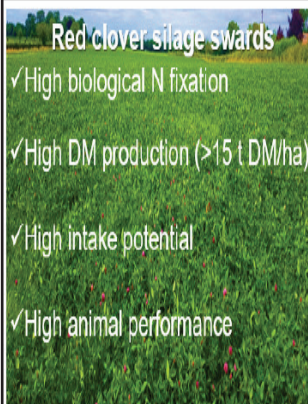 Red clover silage swards
✓High biological N fixation
✓High DM production (>15 t DM/ha)
✓High intake potential
✓High animal performance